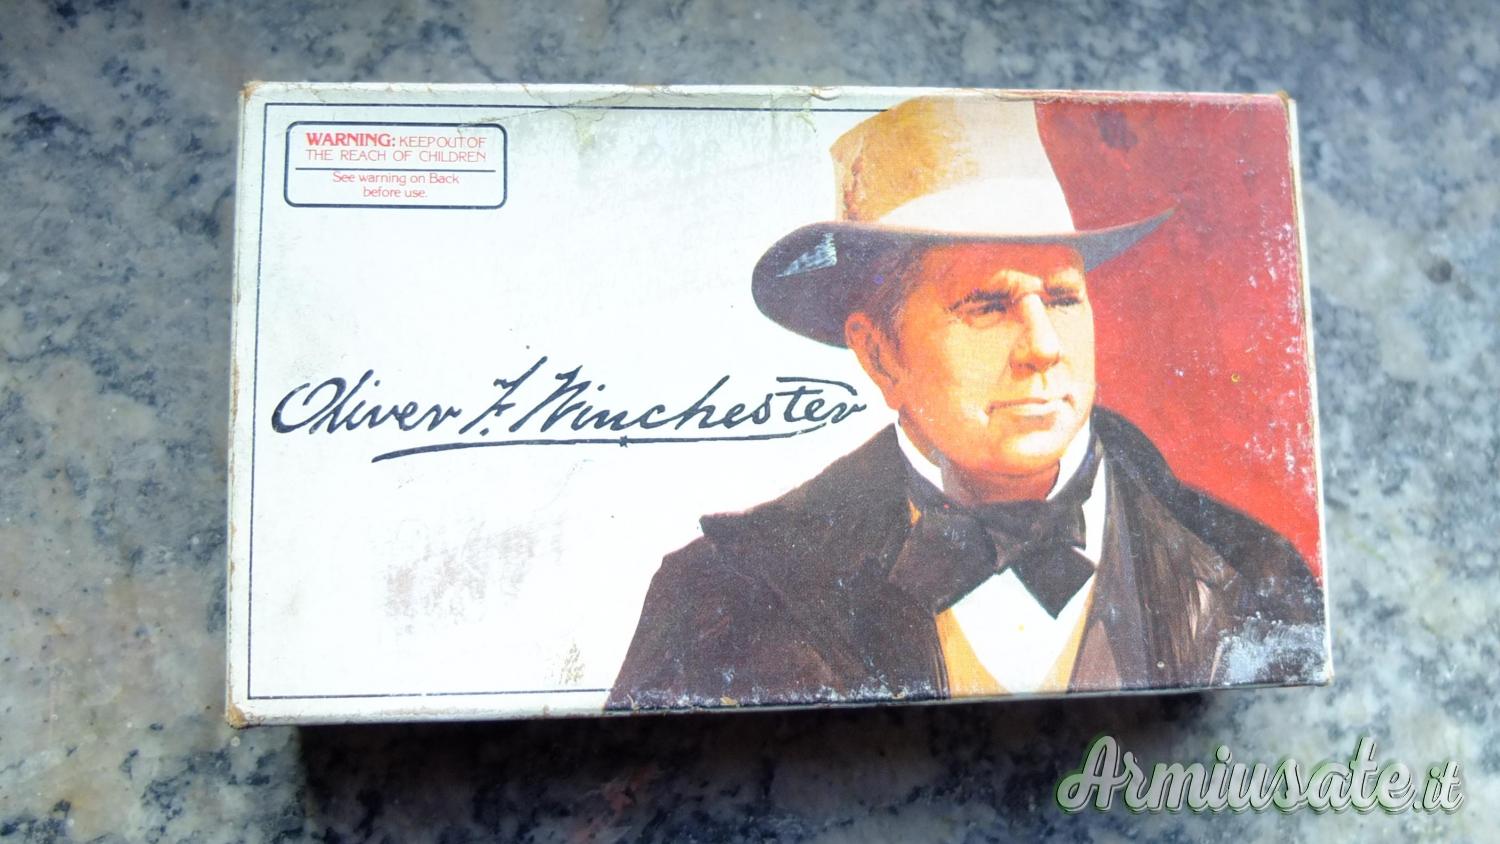 WARNING: KEEP OUT OF
THE REACH OF CHILDREN
See warning on Back
before use.
Oliver F. Winchester
Armiusate.it